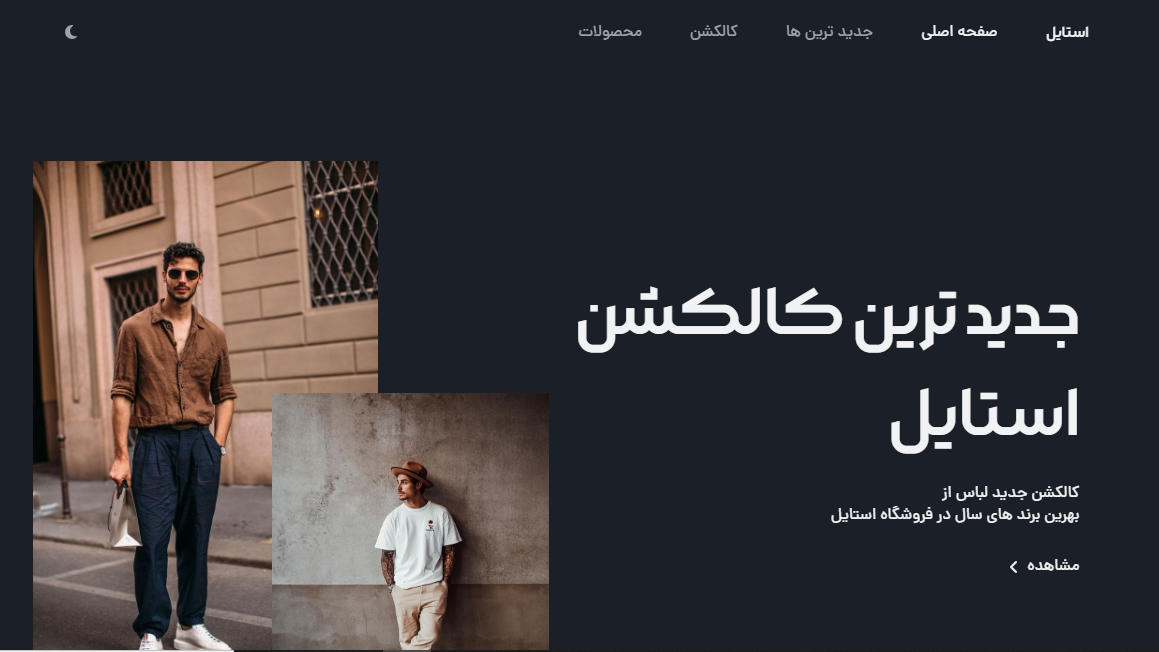 استایل
صفحه اصلی
جدید ترین ها
کالکشن
محصولات
جدید ترین کالکشن
استایل
کالکشن جدید لباس از
بهرین برند های سال در فروشگاه استایل
مشاهده